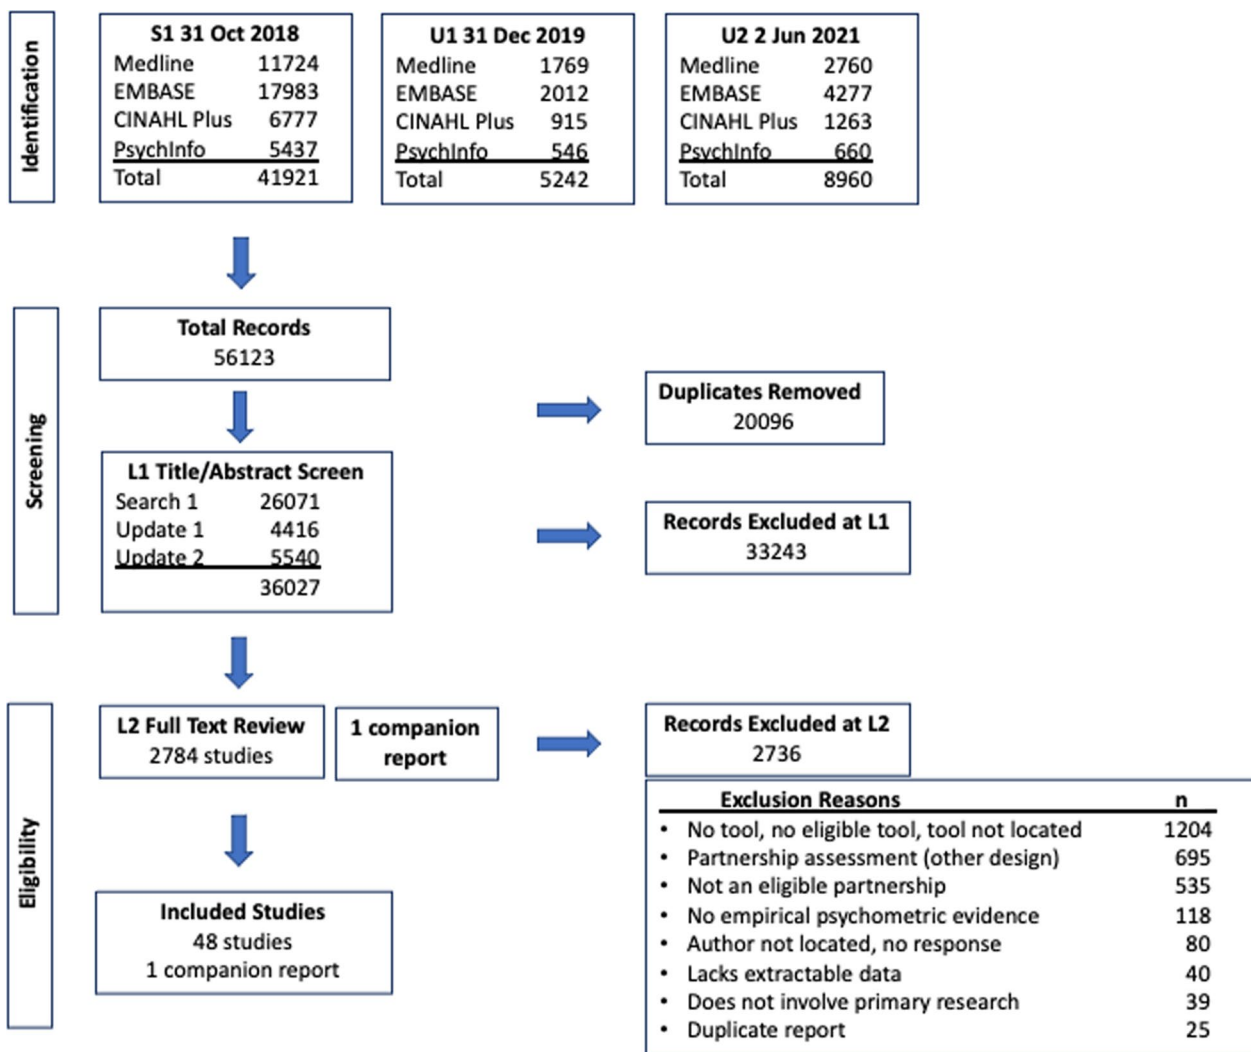 Identification
S1 31 Oct 2018
Medline 11724
EMBASE 17983
CINAHL Plus 6777
PsychInfo 5437
Total 41921
U1 31 Dec 2019
Medline 1769
EMBASE 2012
CINAHL Plus 915
PsychInfo 546
Total 5242
U2 2 Jun 2021
Medline 2760
EMBASE 4277
CINAHL Plus 1263
PsychInfo 660
Total 8960
Screening
Total Records
56123
Duplicates Removed
20096
L1 Title/Abstract Screen
Search 1 26071
Update 1 4416
Update 2 5540
36027
Records Excluded at L1
33243
Eligibility
L2 Full Text Review
2784 studies
1 companion
report
Records Excluded at L2
2736
Exclusion Reasons n
• No tool, no eligible tool, tool not located 1204
• Partnership assessment (other design) 695
• Not an eligible partnership 535
• No empirical psychometric evidence 118
• Author not located, no response 80
• Lacks extractable data 40
• Does not involve primary research 39
• Duplicate report 25
Included Studies
48 studies
1 companion report